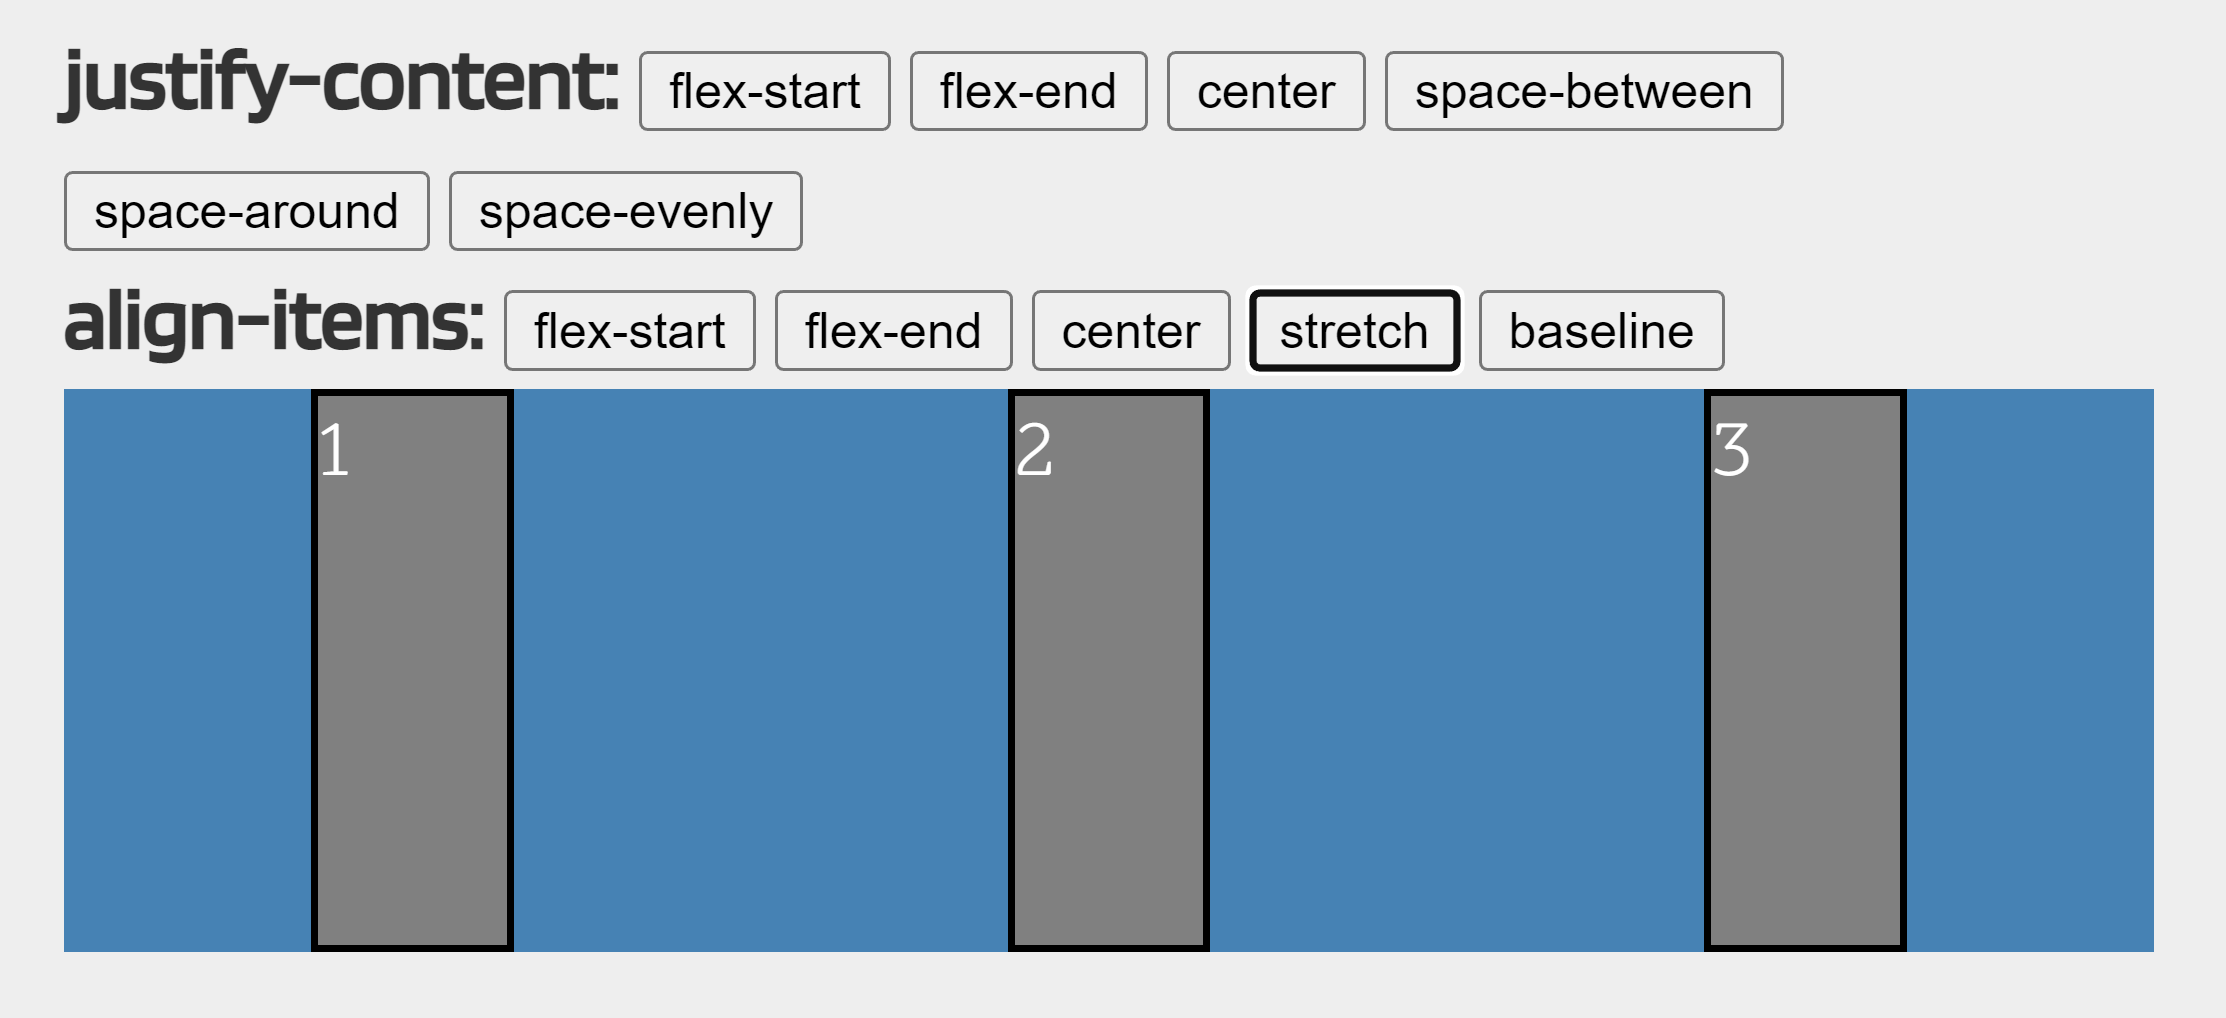 justify-content: flex-start flex-end center space-between
space-around space-evenly
align-items: flex-start flex-end center stretch baseline
1 2 3